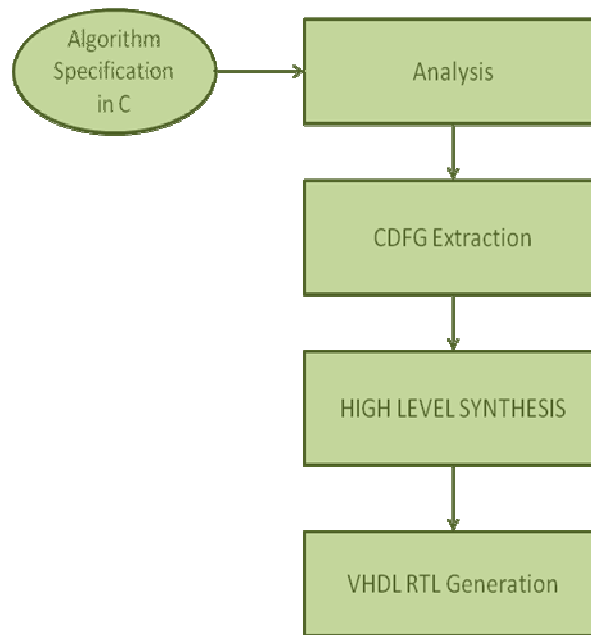 Algorithm
Specification
in C
Analysis
CDFG Extraction
HIGH LEVEL SYNTHESIS
VHDL RTL Generation